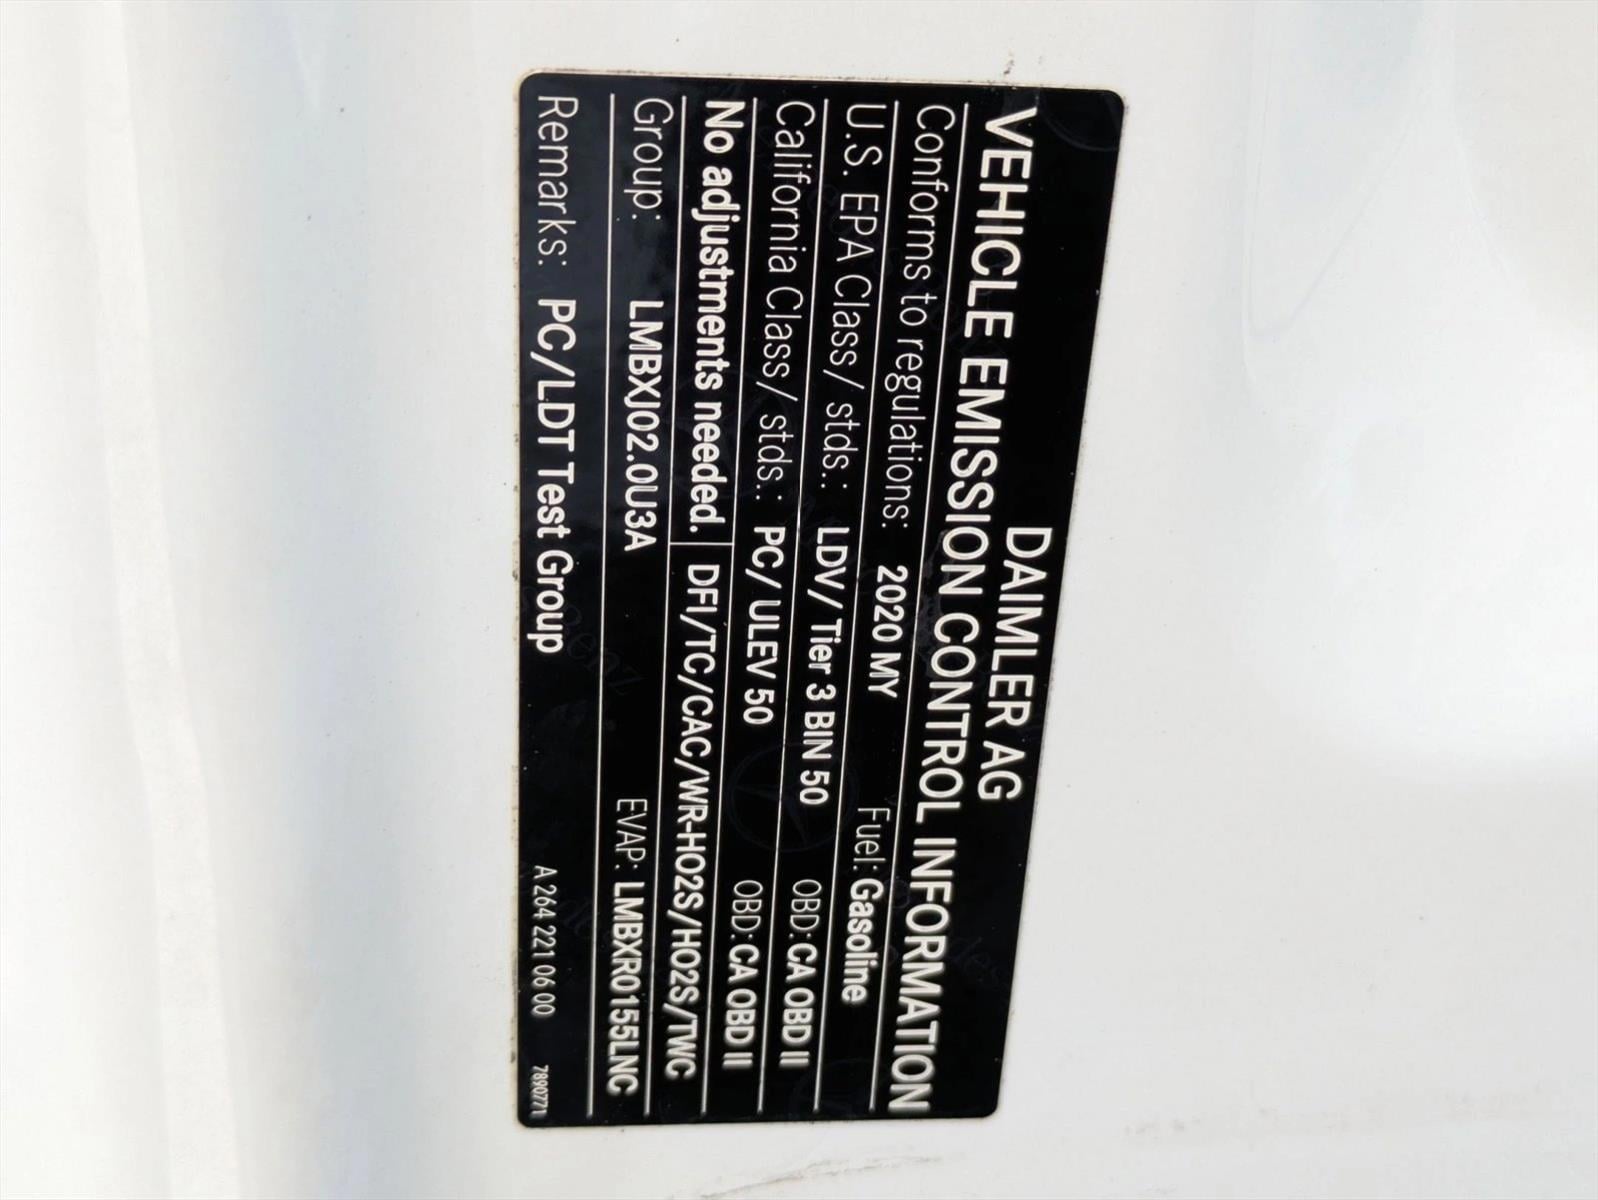 DAIMLER AG
VEHICLE EMISSION CONTROL INFORMATION
Conforms to regulations: 2020 MY Fuel: Gasoline
U.S. EPA Class/ stds.: LDV/ Tier 3 BIN 50 OBD: CA OBD II
California Class/ stds.: PC/ ULEV 50 OBD: CA OBD II
No adjustments needed. DFI/TC/CAC/WR-HO2S/HO2S/TWC
Group: LMBXJ02.0U3A EVAP: LMBXR0155LNC
Remarks: PC/LDT Test Group A 264 221 06 00 7890771